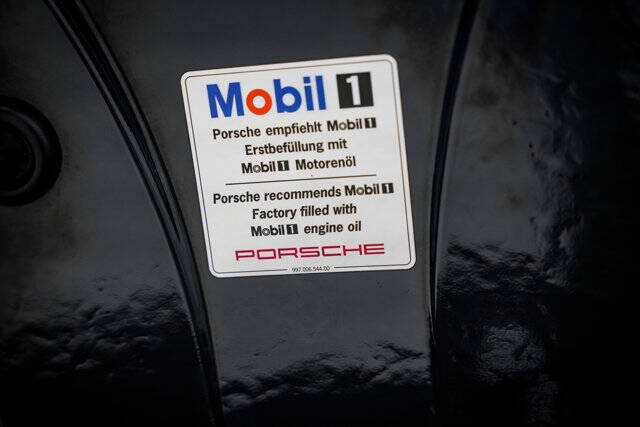 Mobil 1
Porsche empfiehlt Mobil 1
Erstbefüllung mit
Mobil 1 Motorenöl
Porsche recommends Mobil 1
Factory filled with
Mobil 1 engine oil
PORSCHE
997.006.544.00